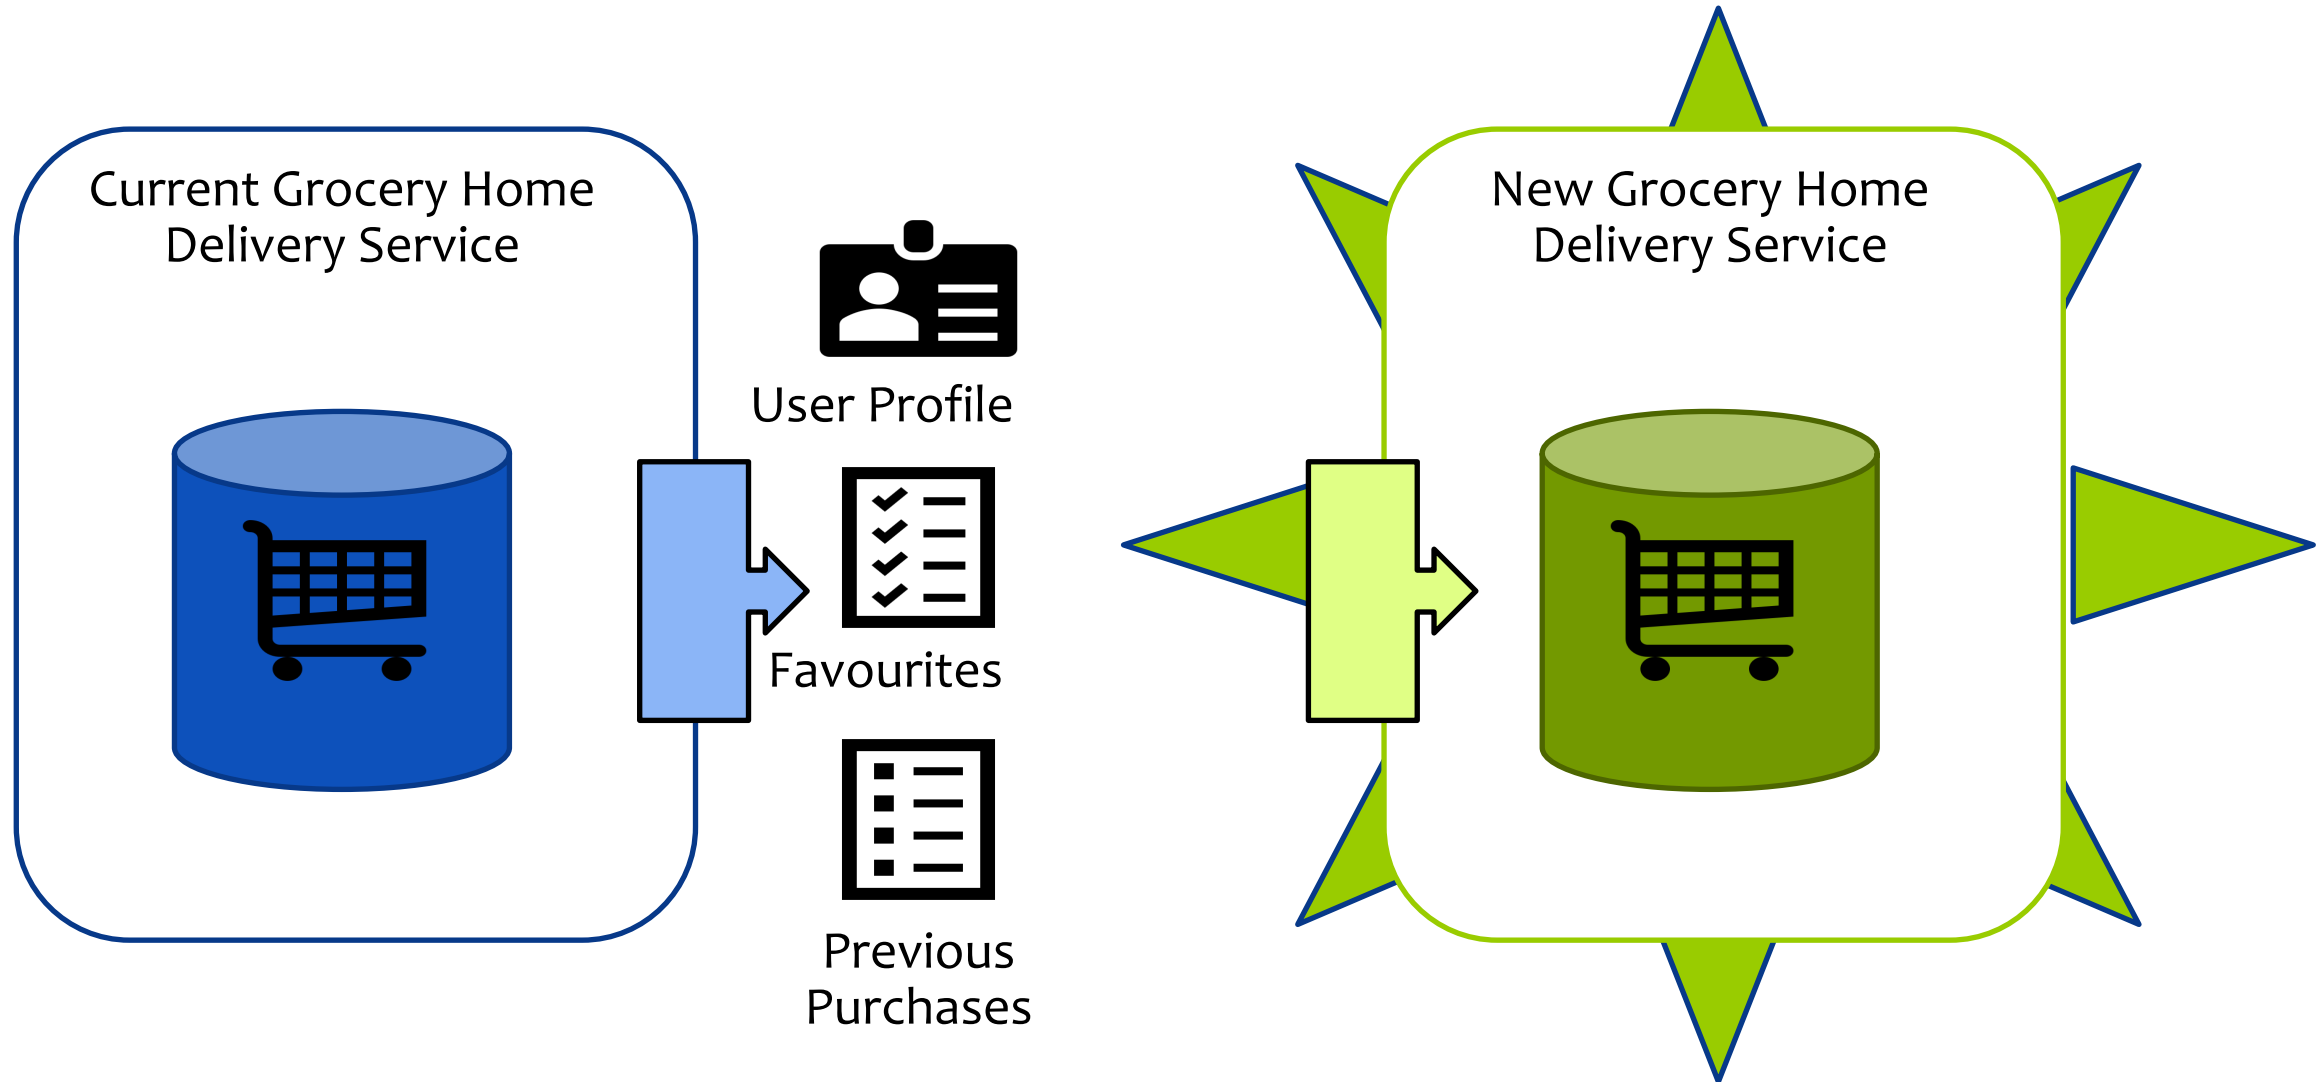 Current Grocery Home
Delivery Service
User Profile
Favourites
Previous
Purchases
New Grocery Home
Delivery Service